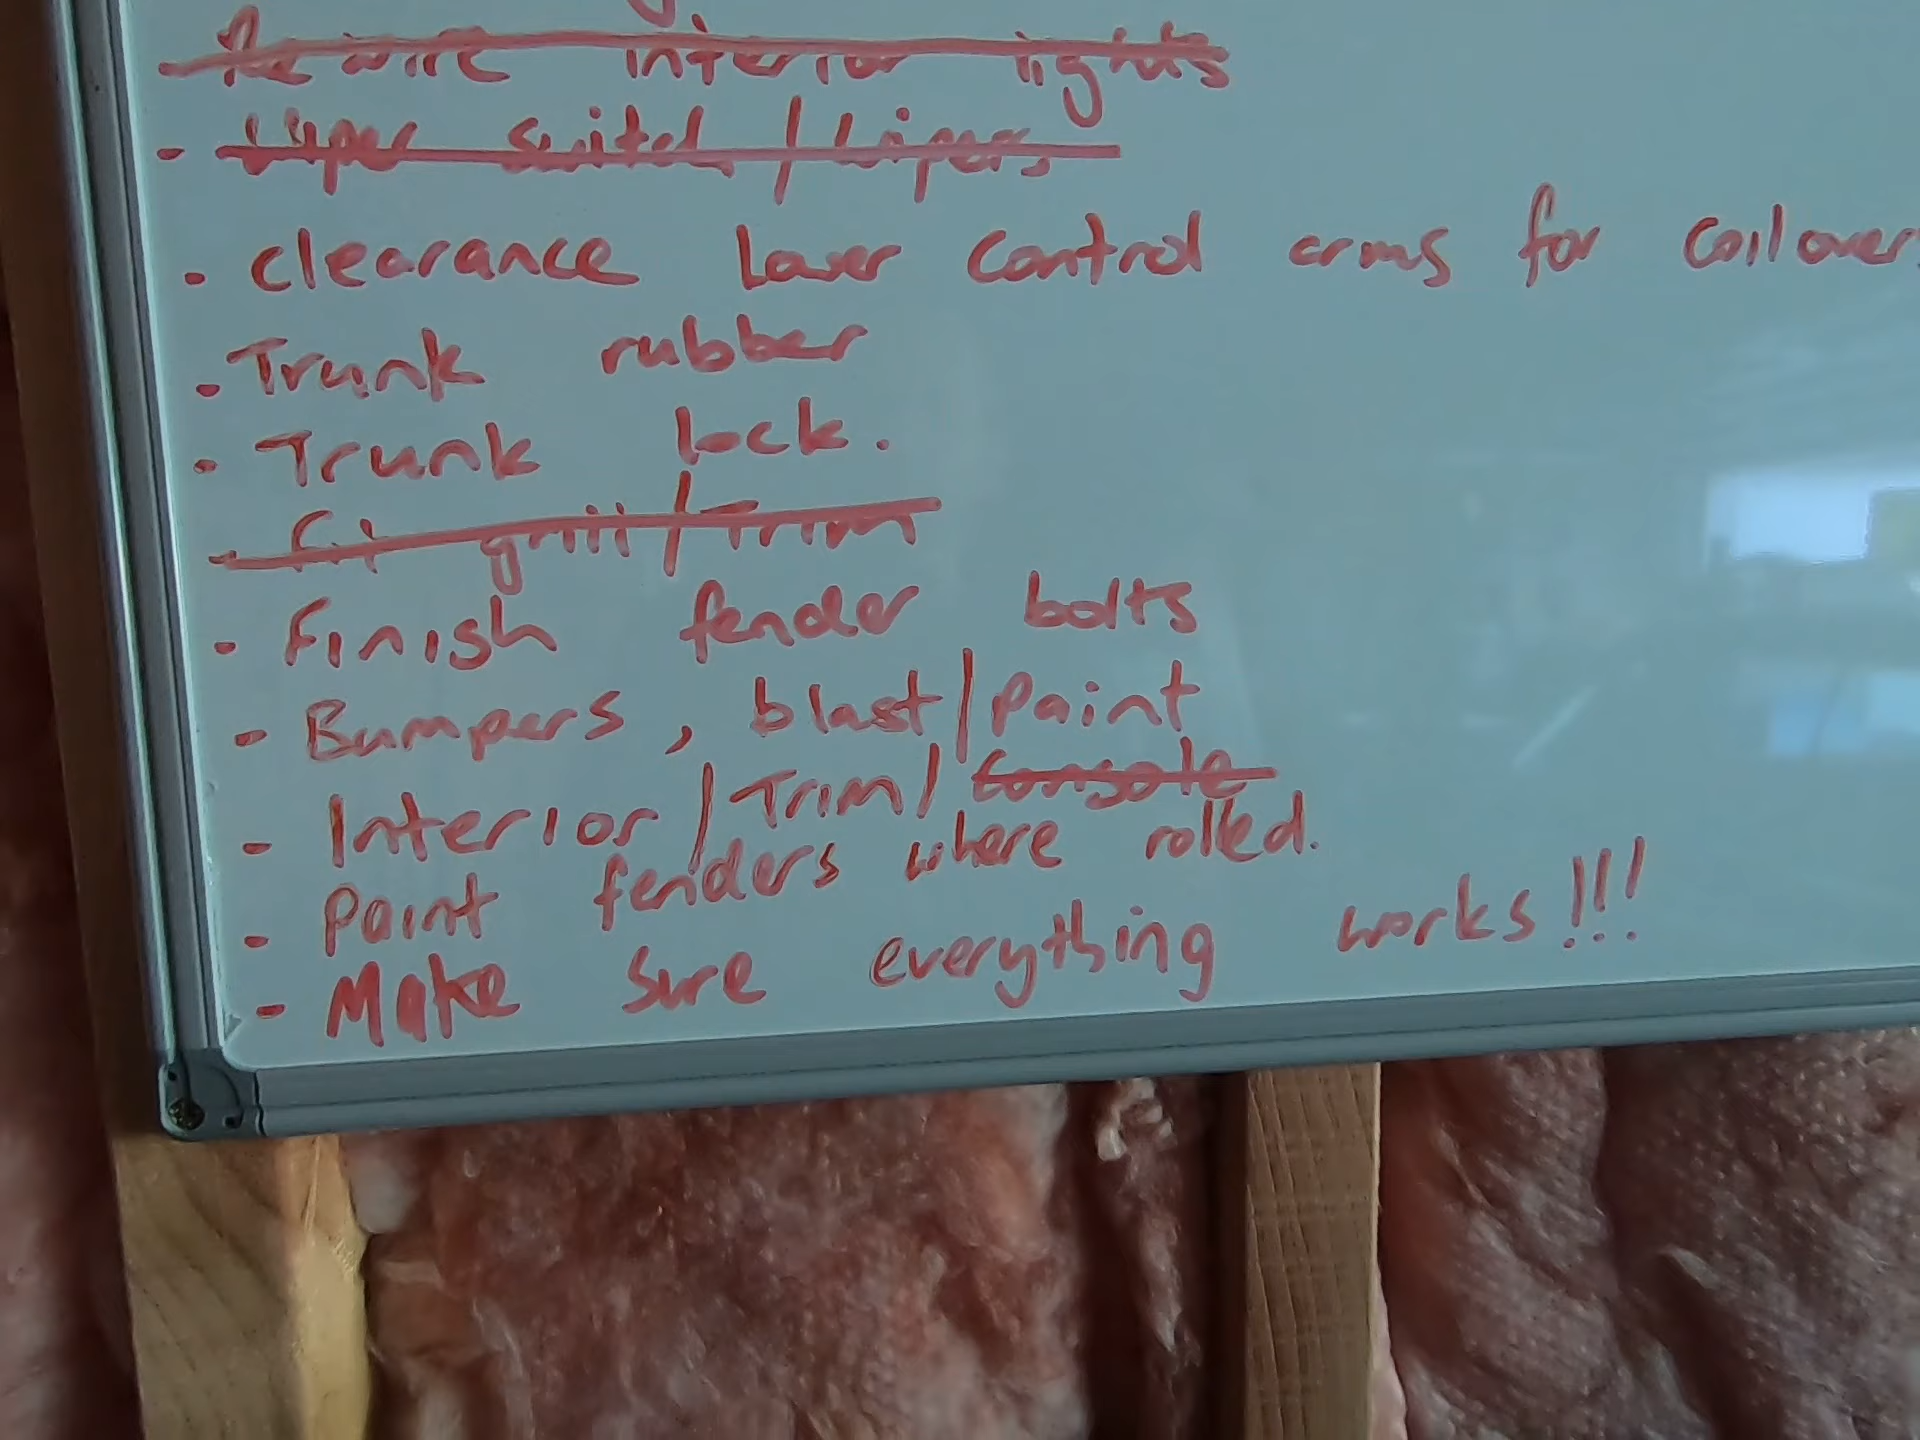 - Rewire interior lights
- Wiper switch / wipers
- clearance lower control arms for coilovers
- Trunk rubber
- Trunk lock.
- fit grill / Trim
- Finish fender bolts
- Bumpers, blast / paint
- Interior / Trim / console
- Paint fenders where rolled.
- Make sure everything works!!!